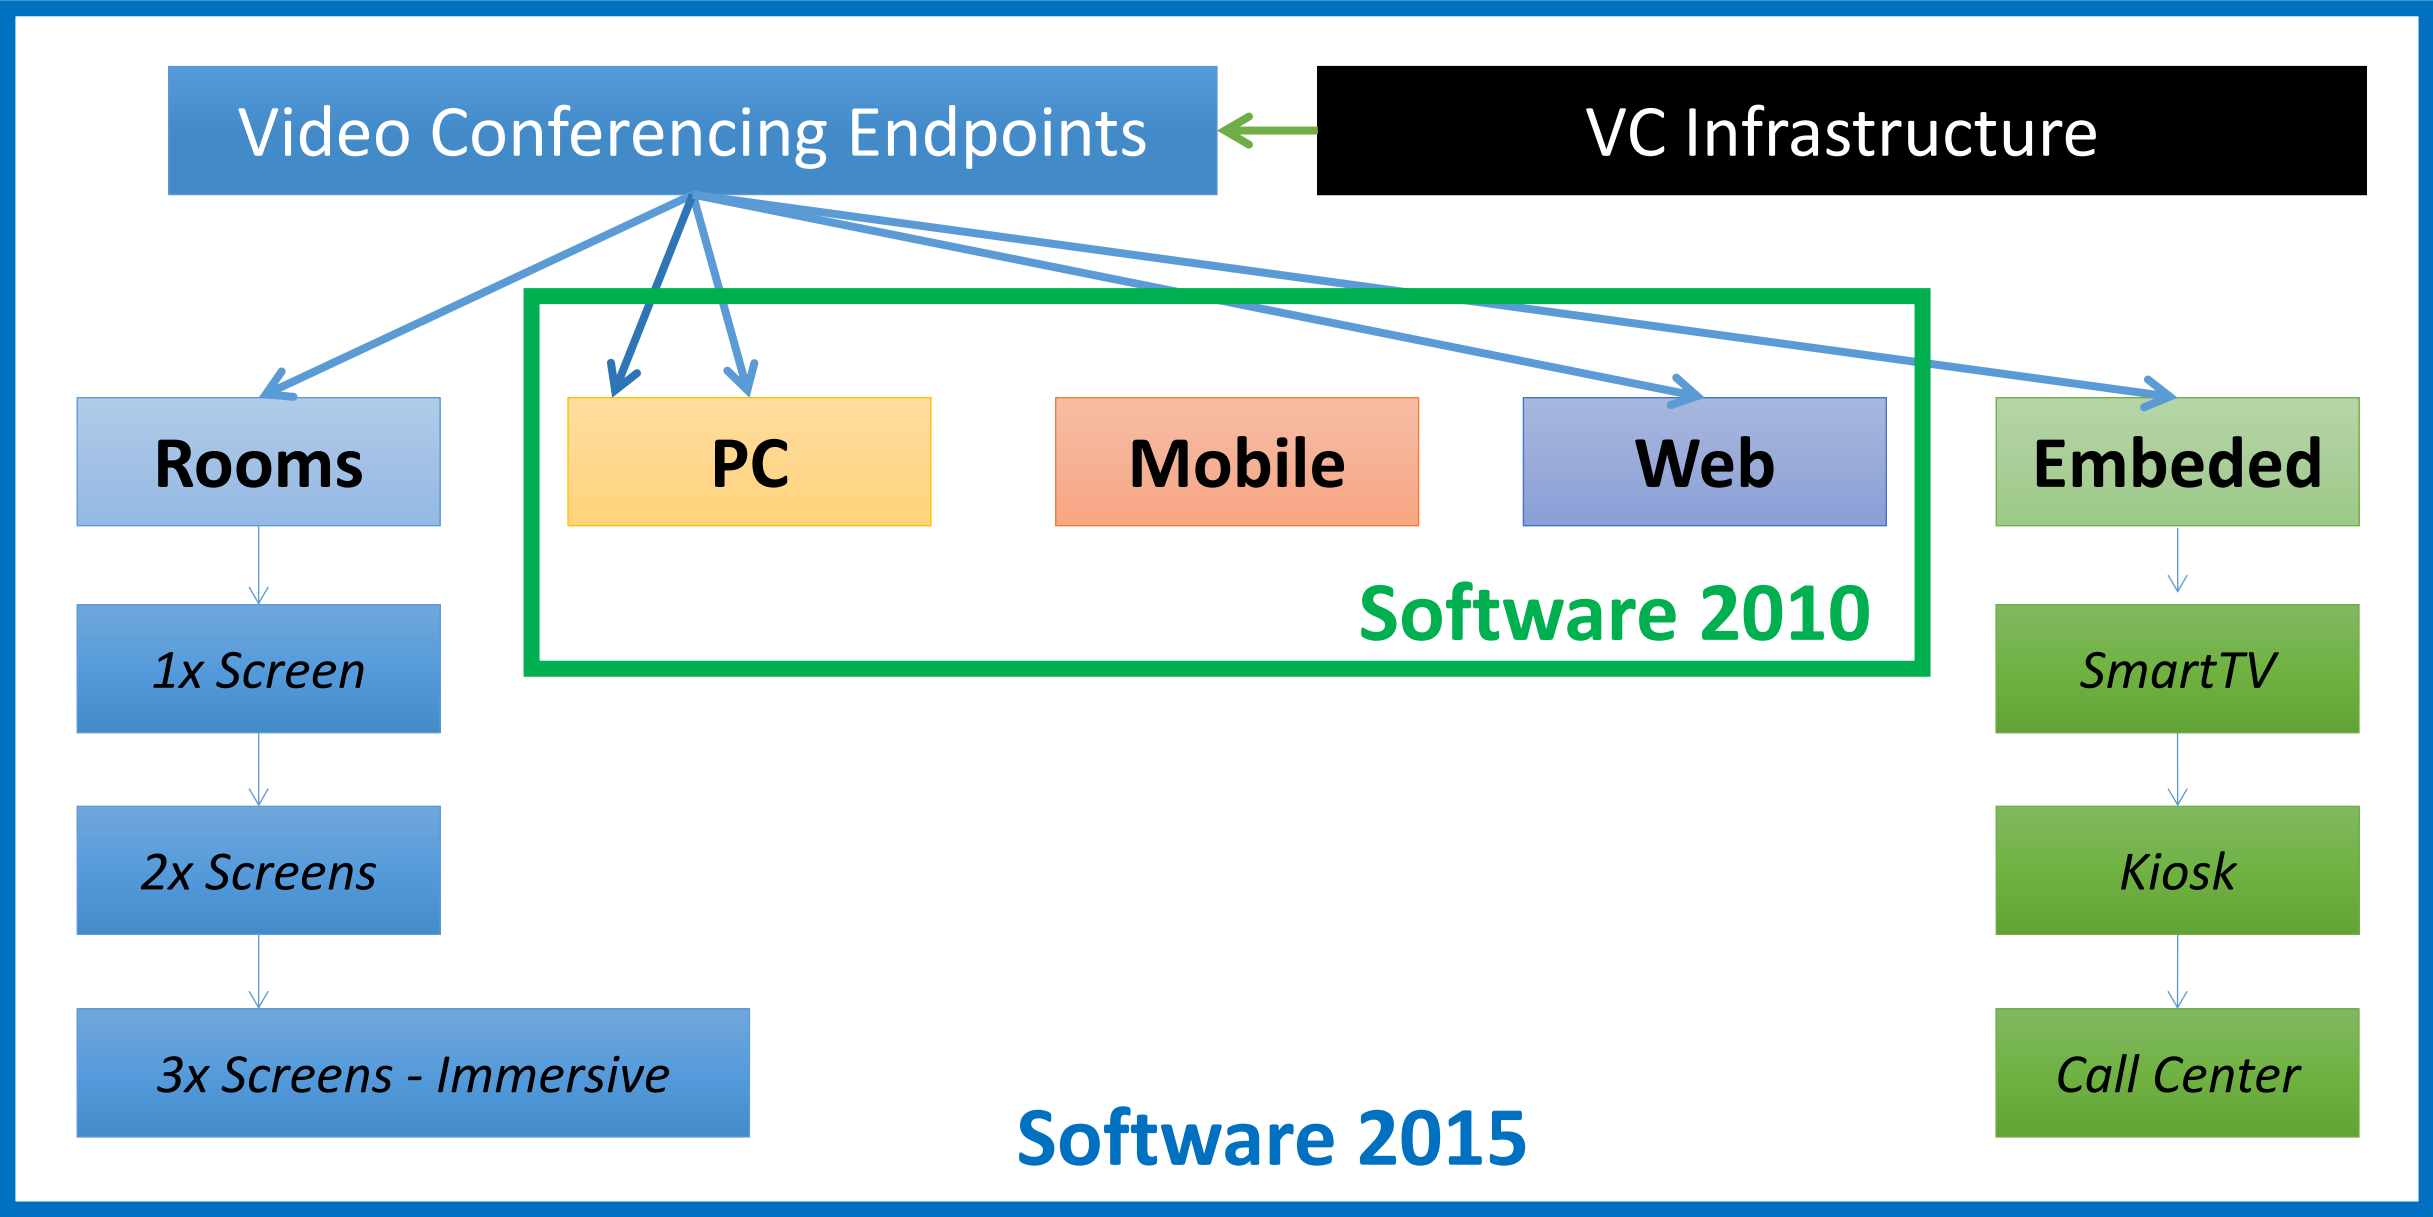 Video Conferencing Endpoints
VC Infrastructure
Rooms
PC
Mobile
Web
Embeded
Software 2010
1x Screen
SmartTV
2x Screens
Kiosk
3x Screens - Immersive
Call Center
Software 2015